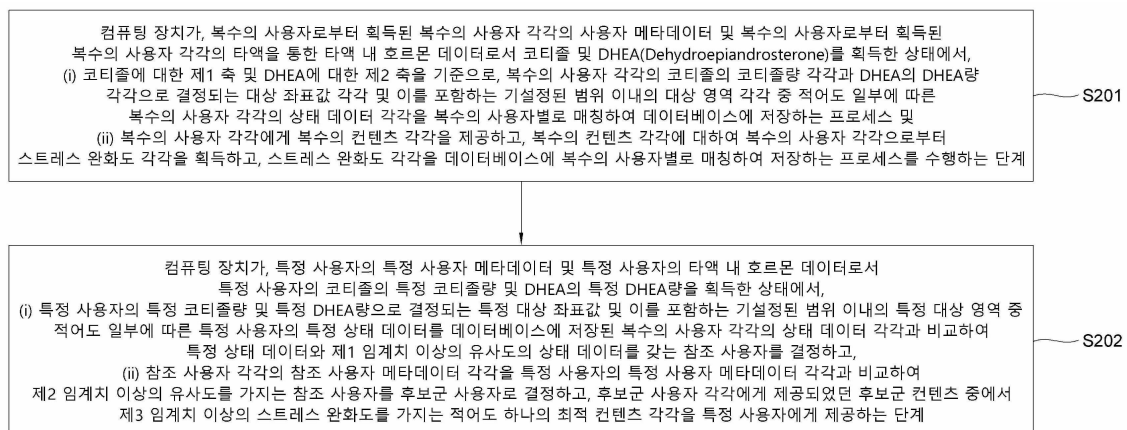 컴퓨팅 장치가, 복수의 사용자로부터 획득된 복수의 사용자 각각의 사용자 메타데이터 및 복수의 사용자로부터 획득된
복수의 사용자 각각의 타액을 통한 타액 내 호르몬 데이터로서 코티졸 및 DHEA(Dehydroepiandrosterone)를 획득한 상태에서,
(i) 코티졸에 대한 제1 축 및 DHEA에 대한 제2 축을 기준으로, 복수의 사용자 각각의 코티졸의 코티졸량 각각과 DHEA의 DHEA량
각각으로 결정되는 대상 좌표값 각각 및 이를 포함하는 기설정된 범위 이내의 대상 영역 각각 중 적어도 일부에 따른
복수의 사용자 각각의 상태 데이터 각각을 복수의 사용자별로 매칭하여 데이터베이스에 저장하는 프로세스 및
(ii) 복수의 사용자 각각에게 복수의 컨텐츠 각각을 제공하고, 복수의 컨텐츠 각각에 대하여 복수의 사용자 각각으로부터
스트레스 완화도 각각을 획득하고, 스트레스 완화도 각각을 데이터베이스에 복수의 사용자별로 매칭하여 저장하는 프로세스를 수행하는 단계
S201
컴퓨팅 장치가, 특정 사용자의 특정 사용자 메타데이터 및 특정 사용자의 타액 내 호르몬 데이터로서
특정 사용자의 코티졸의 특정 코티졸량 및 DHEA의 특정 DHEA량을 획득한 상태에서,
(i) 특정 사용자의 특정 코티졸량 및 특정 DHEA량으로 결정되는 특정 대상 좌표값 및 이를 포함하는 기설정된 범위 이내의 특정 대상 영역 중
적어도 일부에 따른 특정 사용자의 특정 상태 데이터를 데이터베이스에 저장된 복수의 사용자 각각의 상태 데이터 각각과 비교하여
특정 상태 데이터와 제1 임계치 이상의 유사도의 상태 데이터를 갖는 참조 사용자를 결정하고,
(ii) 참조 사용자 각각의 참조 사용자 메타데이터 각각을 특정 사용자의 특정 사용자 메타데이터 각각과 비교하여
제2 임계치 이상의 유사도를 가지는 참조 사용자를 후보군 사용자로 결정하고, 후보군 사용자 각각에게 제공되었던 후보군 컨텐츠 중에서
제3 임계치 이상의 스트레스 완화도를 가지는 적어도 하나의 최적 컨텐츠 각각을 특정 사용자에게 제공하는 단계
S202